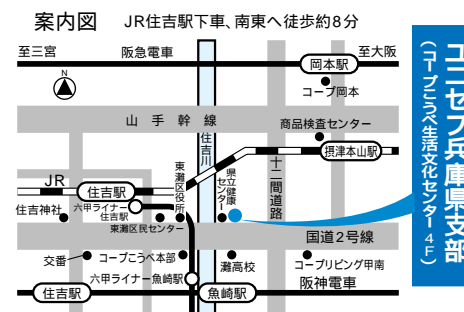 案内図 JR住吉駅下車、南東へ徒歩約8分
至三宮
阪急電車
至大阪
岡本駅
コープ岡本
N
山手幹線
商品検査センター
住吉川
摂津本山駅
十二間道路
東灘区役所
県立健康センター
JR
住吉駅
六甲ライナー住吉駅
住吉神社
東灘区民センター
国道2号線
交番
コープこうべ本部
灘高校
コープリビング甲南
六甲ライナー魚崎駅
阪神電車
住吉駅
魚崎駅
ユニセフ兵庫県支部
(コープこうべ生活文化センター4F)